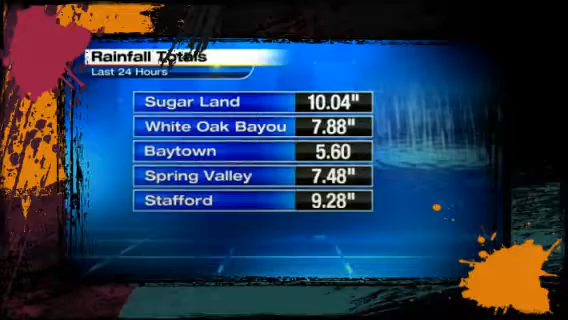 Rainfall Totals
Last 24 Hours
Sugar Land 10.04"
White Oak Bayou 7.88"
Baytown 5.60
Spring Valley 7.48"
Stafford 9.28"